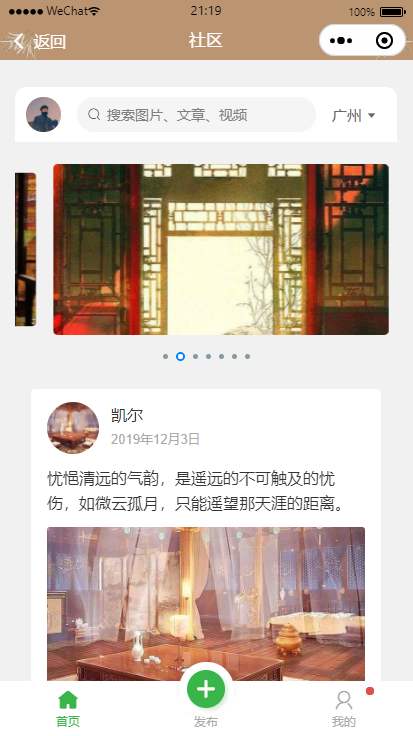 WeChat 21:19 100%
返回 社区
搜索图片、文章、视频 广州
凯尔
2019年12月3日
忧悒清远的气韵，是遥远的不可触及的忧
伤，如微云孤月，只能遥望那天涯的距离。
首页 发布 我的